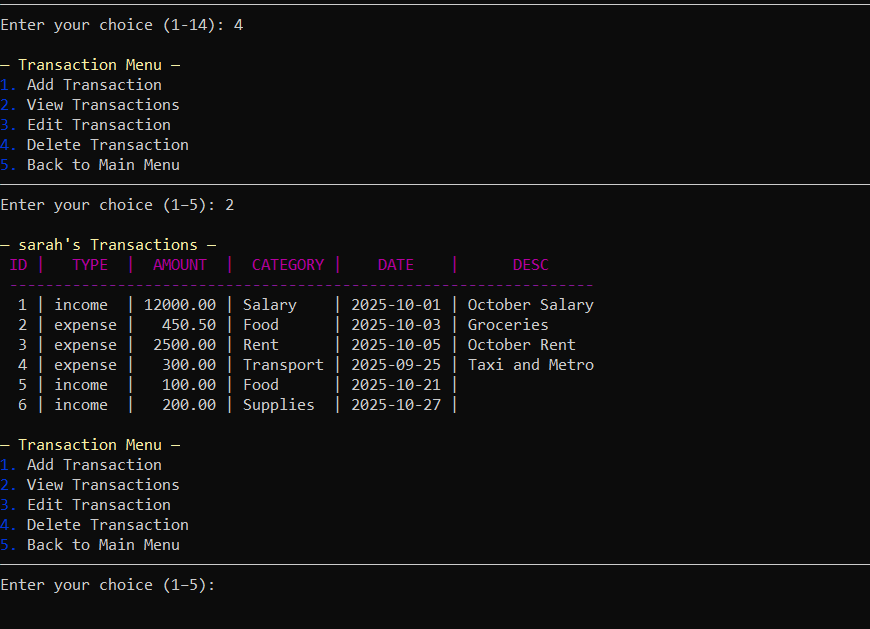 Enter your choice (1-14): 4
— Transaction Menu —
1. Add Transaction
2. View Transactions
3. Edit Transaction
4. Delete Transaction
5. Back to Main Menu
Enter your choice (1–5): 2
— sarah's Transactions —
ID | TYPE | AMOUNT | CATEGORY | DATE | DESC
-----------------------------------------------------------------
1 | income | 12000.00 | Salary | 2025-10-01 | October Salary
2 | expense | 450.50 | Food | 2025-10-03 | Groceries
3 | expense | 2500.00 | Rent | 2025-10-05 | October Rent
4 | expense | 300.00 | Transport | 2025-09-25 | Taxi and Metro
5 | income | 100.00 | Food | 2025-10-21 |
6 | income | 200.00 | Supplies | 2025-10-27 |
— Transaction Menu —
1. Add Transaction
2. View Transactions
3. Edit Transaction
4. Delete Transaction
5. Back to Main Menu
Enter your choice (1–5):